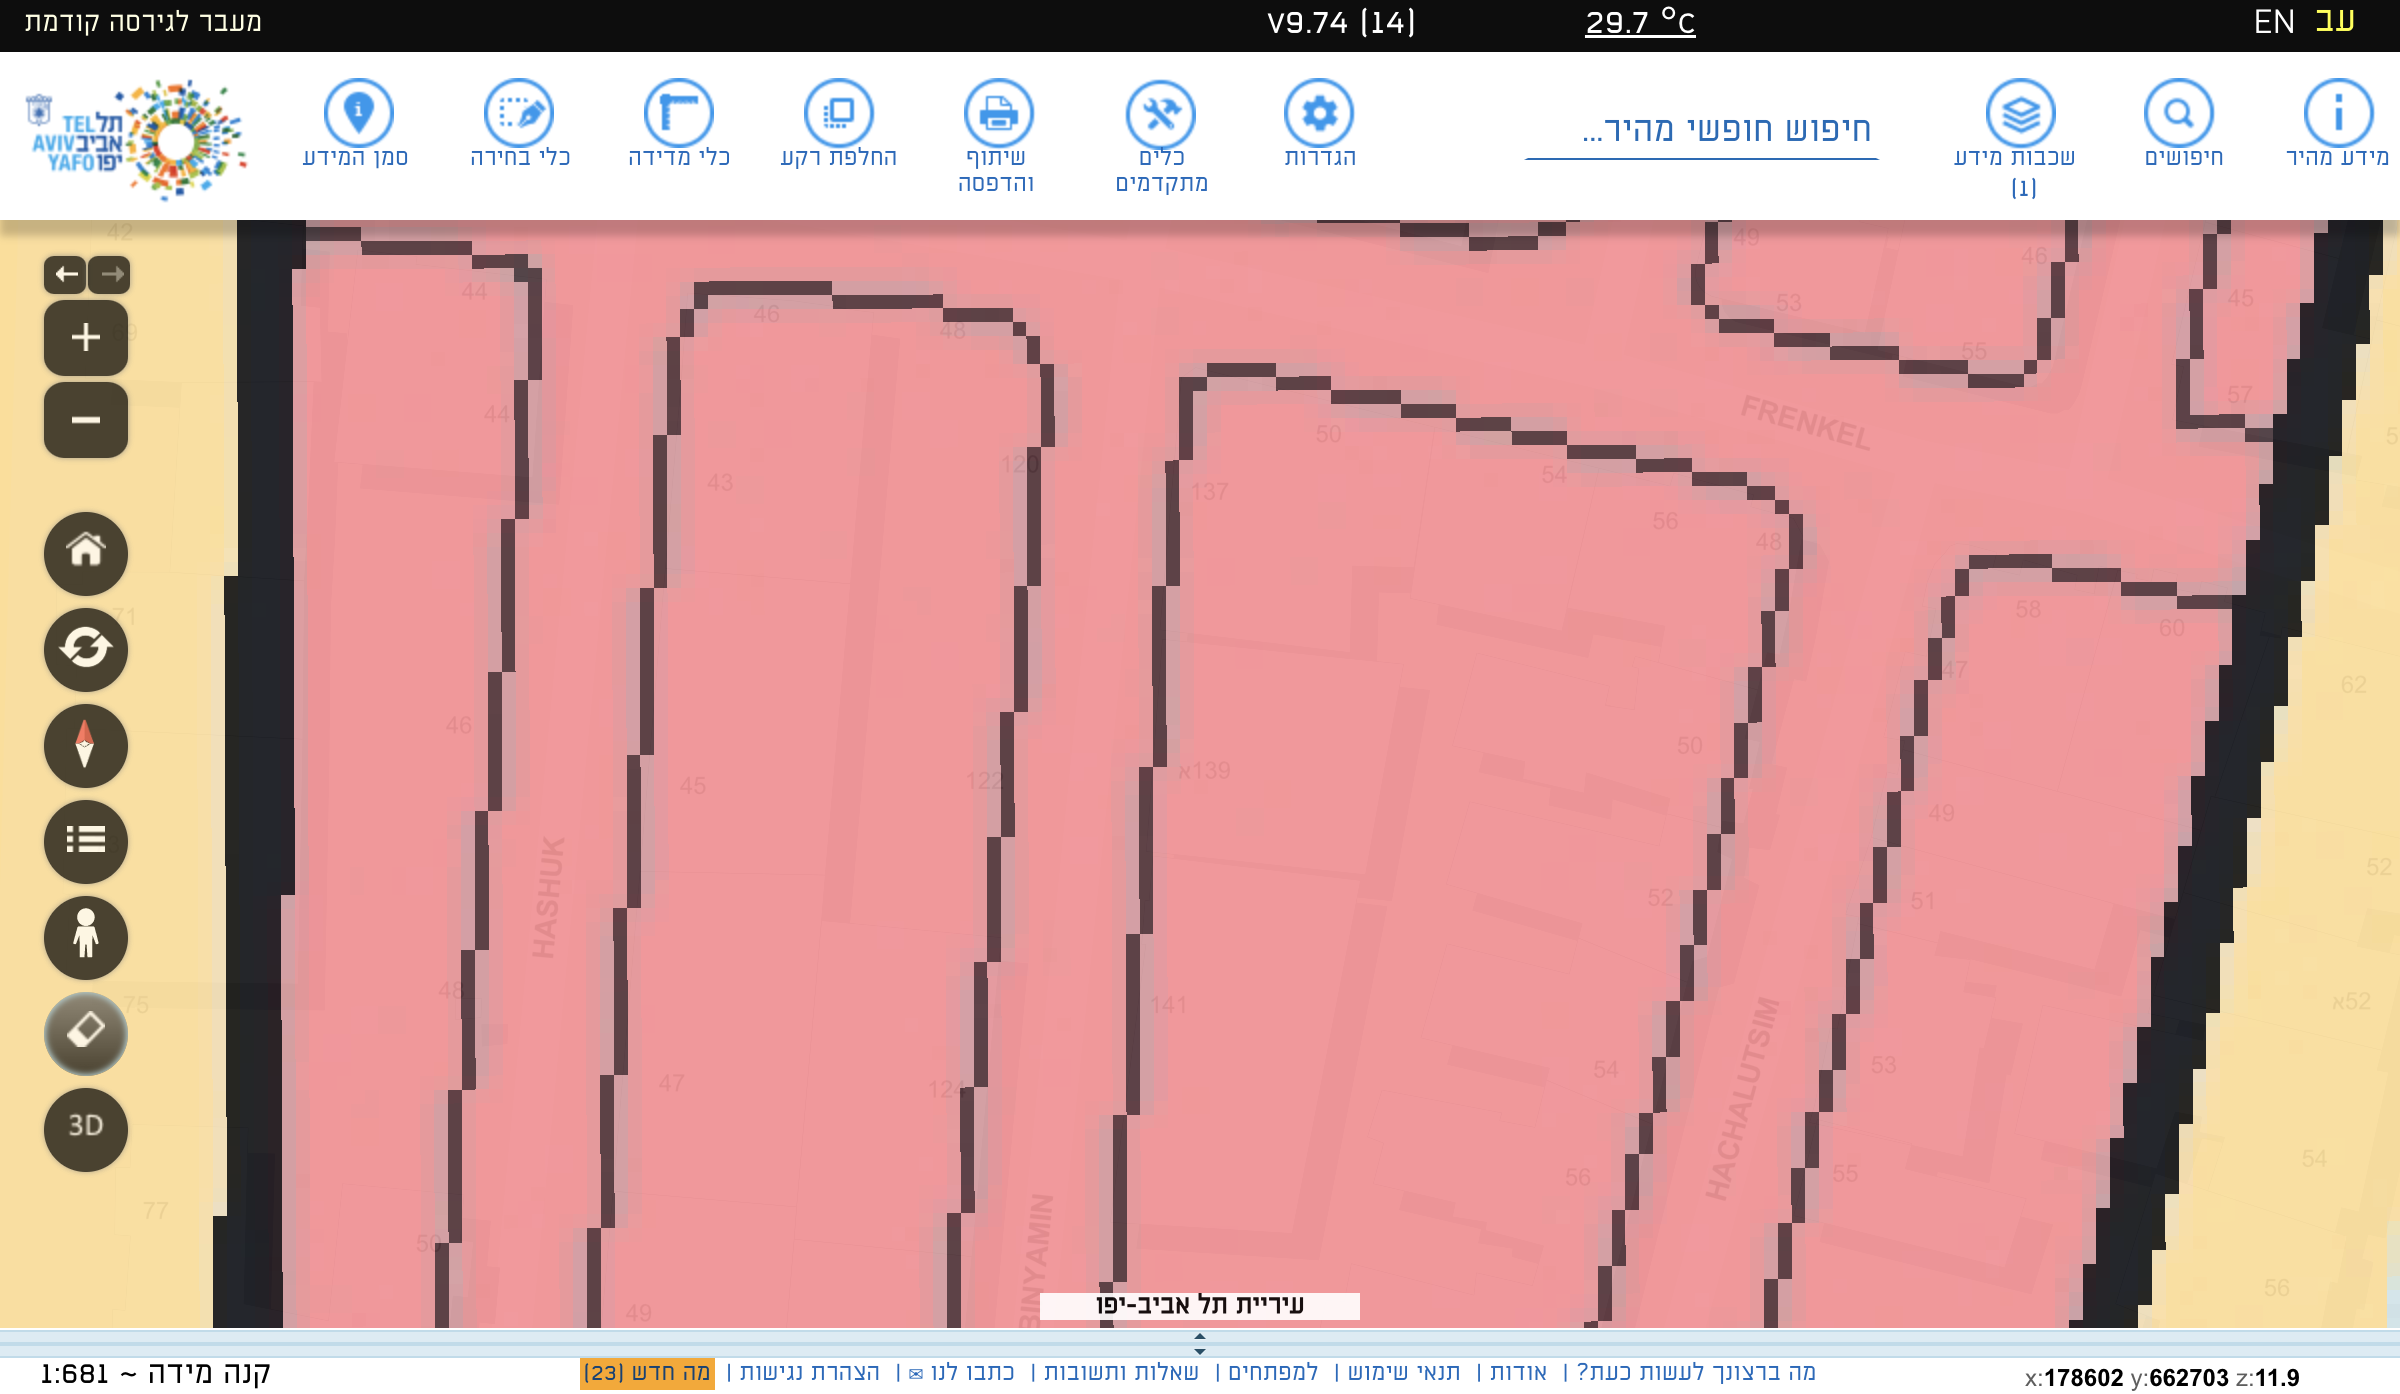 מעבר לגירסה קודמת
V9.74 (14)
29.7 °C
EN עב
TEL AVIV YAFO
תל אביב יפו
סמן המידע
כלי בחירה
כלי מדידה
החלפת רקע
שיתוף והדפסה
כלים מתקדמים
הגדרות
חיפוש חופשי מהיר...
שכבות מידע (1)
חיפושים
מידע מהיר
42
49
46
44
45
53
46
48
55
57
44
FRENKEL
50
120
43
137
54
56
48
71
58
60
47
62
46
50
122
א139
45
49
52
HASHUK
52
51
48
75
141
א52
HACHALUTSIM
53
54
47
124
54
55
56
77
BINYAMIN
50
56
49
3D
עיריית תל אביב-יפו
קנה מידה ~ 1:681
מה ברצונך לעשות כעת? | אודות | תנאי שימוש | למפתחים | שאלות ותשובות | כתבו לנו ✉ | הצהרת נגישות | מה חדש (23)
x:178602 y:662703 z:11.9